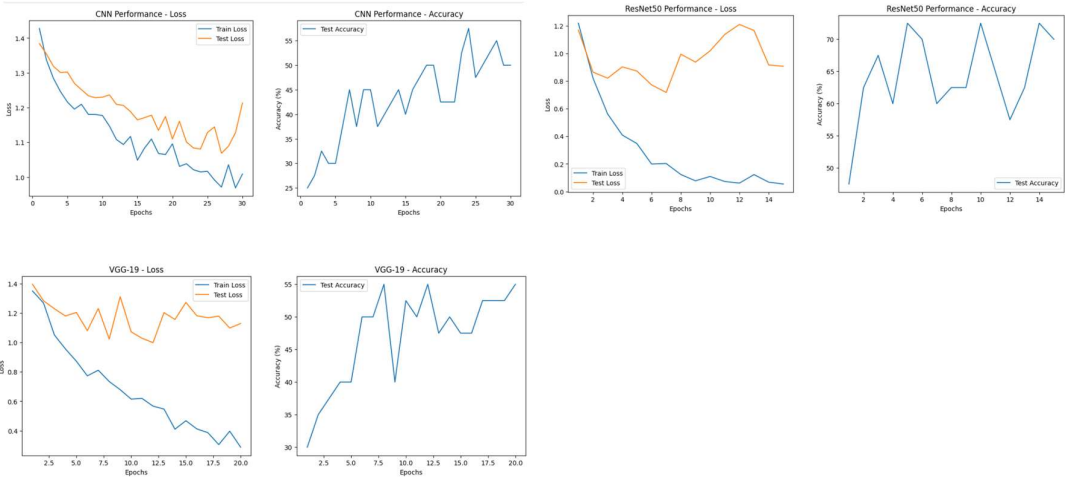 CNN Performance - Loss
Train Loss
Test Loss
1.4
1.3
1.2
1.1
1.0
Loss
0
5
10
15
20
25
30
Epochs
CNN Performance - Accuracy
Test Accuracy
55
50
45
40
35
30
25
Accuracy (%)
0
5
10
15
20
25
30
Epochs
ResNet50 Performance - Loss
1.2
1.0
0.8
0.6
0.4
0.2
0.0
Loss
Train Loss
Test Loss
2
4
6
8
10
12
14
Epochs
ResNet50 Performance - Accuracy
70
65
60
55
50
Accuracy (%)
Test Accuracy
2
4
6
8
10
12
14
Epochs
VGG-19 - Loss
Train Loss
Test Loss
1.4
1.2
1.0
0.8
0.6
0.4
Loss
2.5
5.0
7.5
10.0
12.5
15.0
17.5
20.0
Epochs
VGG-19 - Accuracy
Test Accuracy
55
50
45
40
35
30
Accuracy (%)
2.5
5.0
7.5
10.0
12.5
15.0
17.5
20.0
Epochs